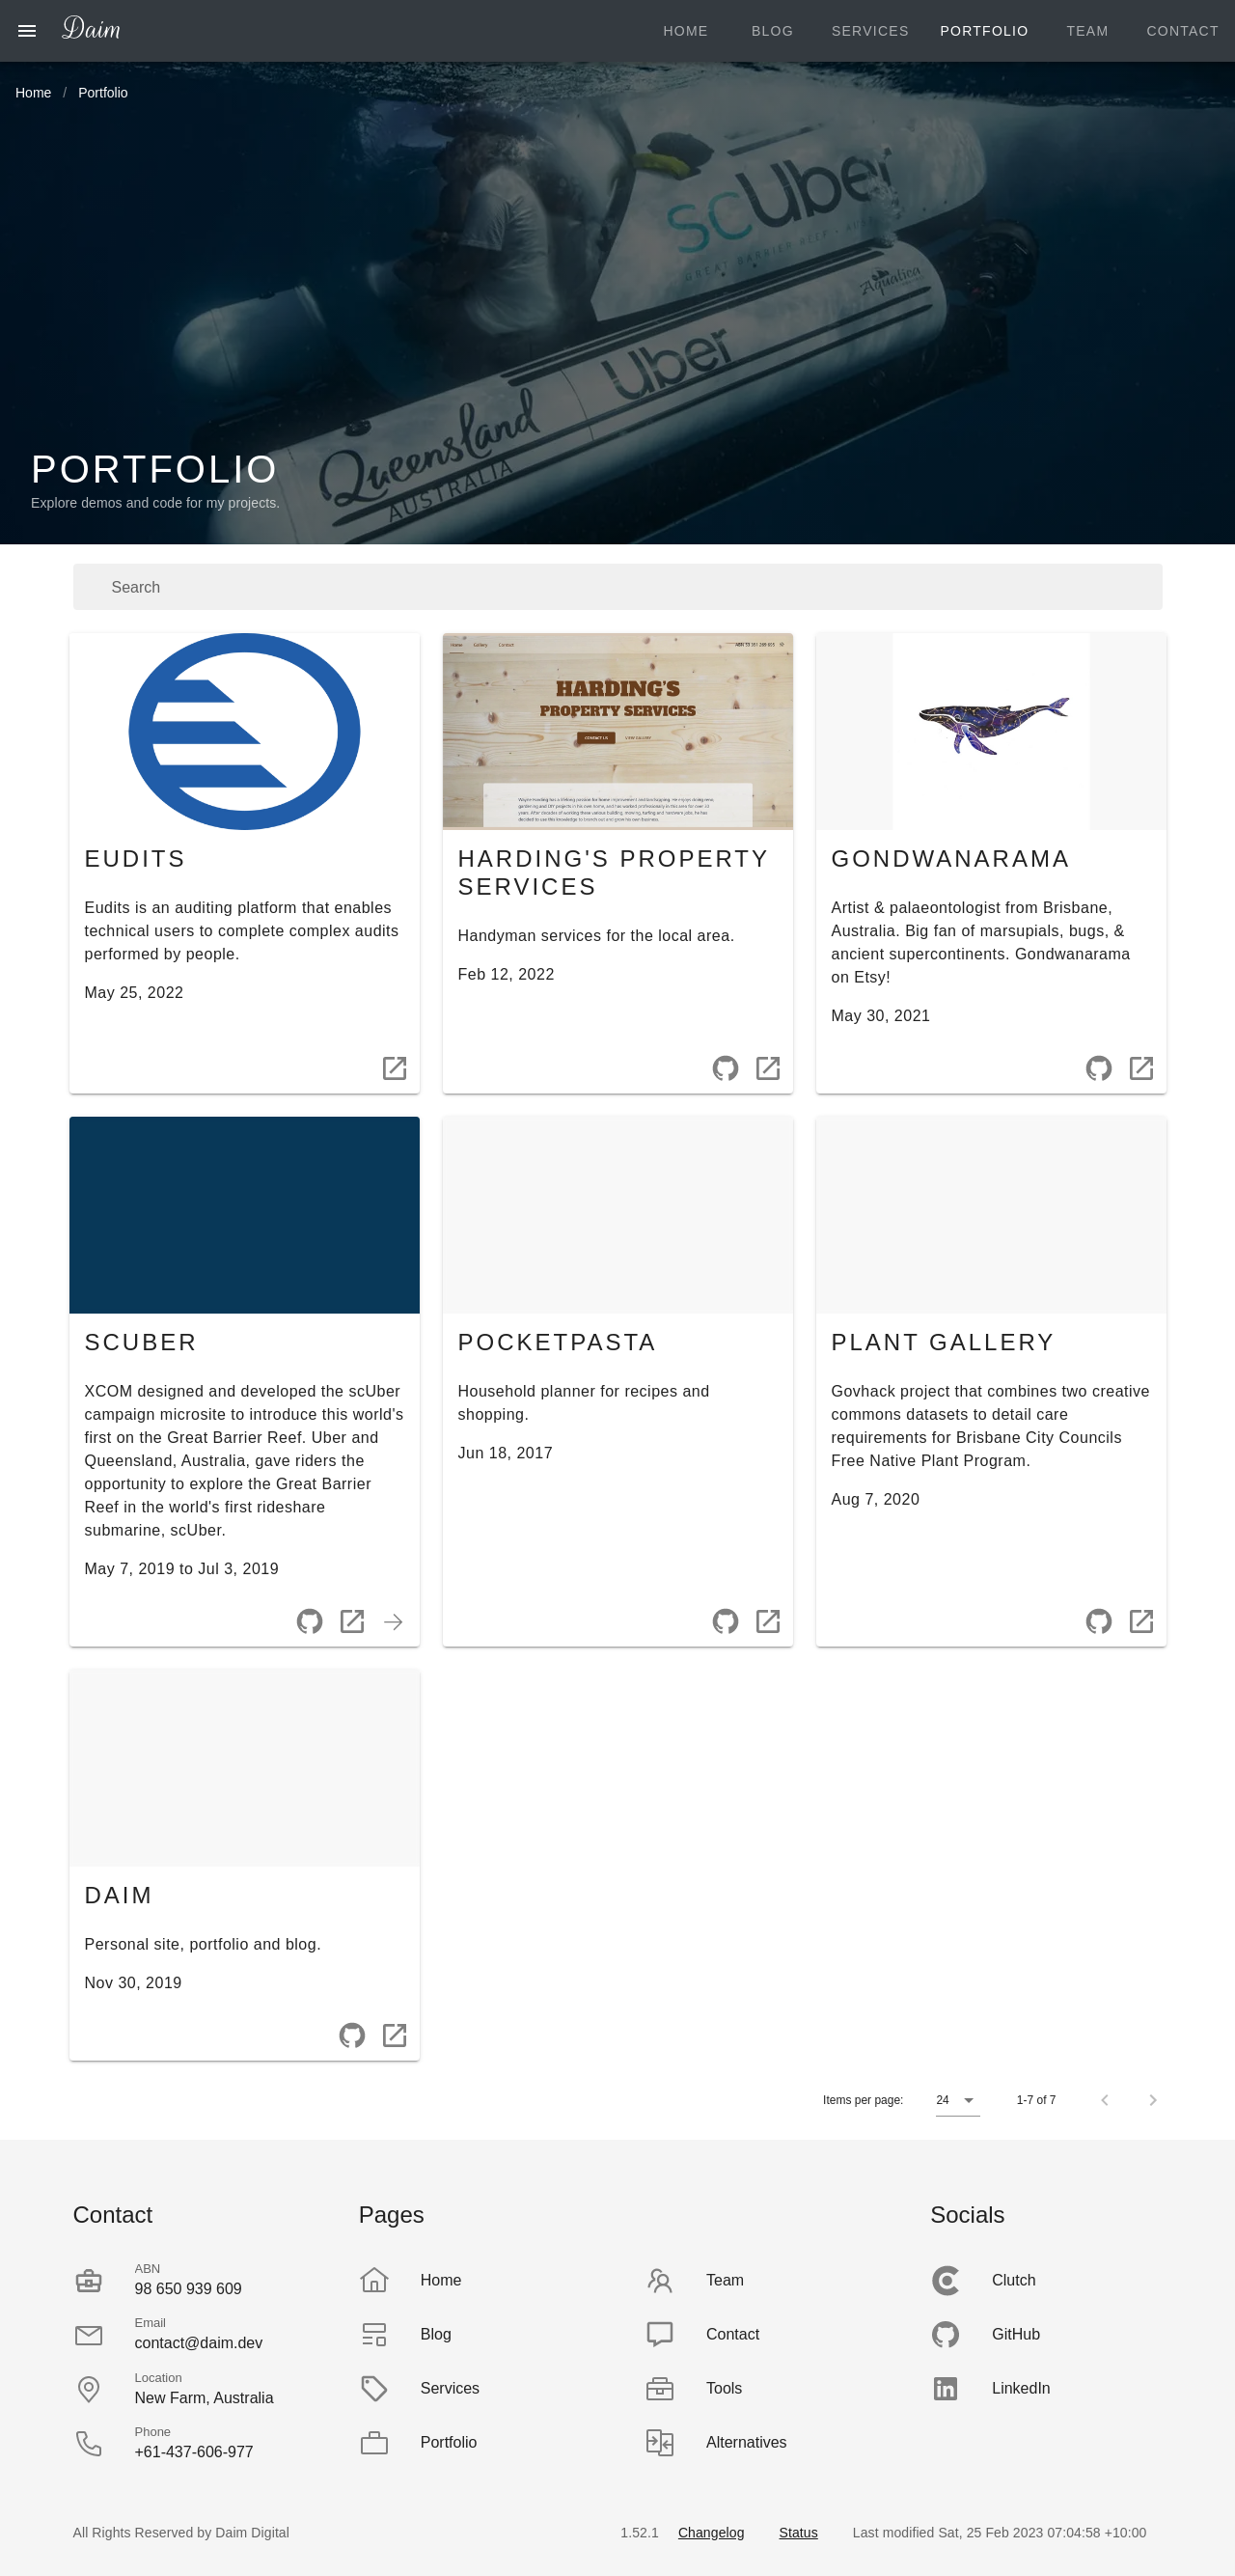 Daim
HOME
BLOG
SERVICES
PORTFOLIO
TEAM
CONTACT
Home / Portfolio
scUber
GREAT BARRIER REEF
Aquatica
Uber
Queensland
AUSTRALIA
PORTFOLIO
Explore demos and code for my projects.
Search
EUDITS
Eudits is an auditing platform that enables
technical users to complete complex audits
performed by people.
May 25, 2022
Home
Gallery
Contact
HARDING'S
PROPERTY SERVICES
CONTACT US
VIEW GALLERY
HARDING'S PROPERTY
SERVICES
Handyman services for the local area.
Feb 12, 2022
GONDWANARAMA
Artist & palaeontologist from Brisbane,
Australia. Big fan of marsupials, bugs, &
ancient supercontinents. Gondwanarama
on Etsy!
May 30, 2021
SCUBER
XCOM designed and developed the scUber
campaign microsite to introduce this world's
first on the Great Barrier Reef. Uber and
Queensland, Australia, gave riders the
opportunity to explore the Great Barrier
Reef in the world's first rideshare
submarine, scUber.
May 7, 2019 to Jul 3, 2019
POCKETPASTA
Household planner for recipes and
shopping.
Jun 18, 2017
PLANT GALLERY
Govhack project that combines two creative
commons datasets to detail care
requirements for Brisbane City Councils
Free Native Plant Program.
Aug 7, 2020
DAIM
Personal site, portfolio and blog.
Nov 30, 2019
Items per page:
24
1-7 of 7
Contact
ABN
98 650 939 609
Email
contact@daim.dev
Location
New Farm, Australia
Phone
+61-437-606-977
Pages
Home
Blog
Services
Portfolio
Team
Contact
Tools
Alternatives
Socials
Clutch
GitHub
LinkedIn
All Rights Reserved by Daim Digital
1.52.1
Changelog
Status
Last modified Sat, 25 Feb 2023 07:04:58 +10:00